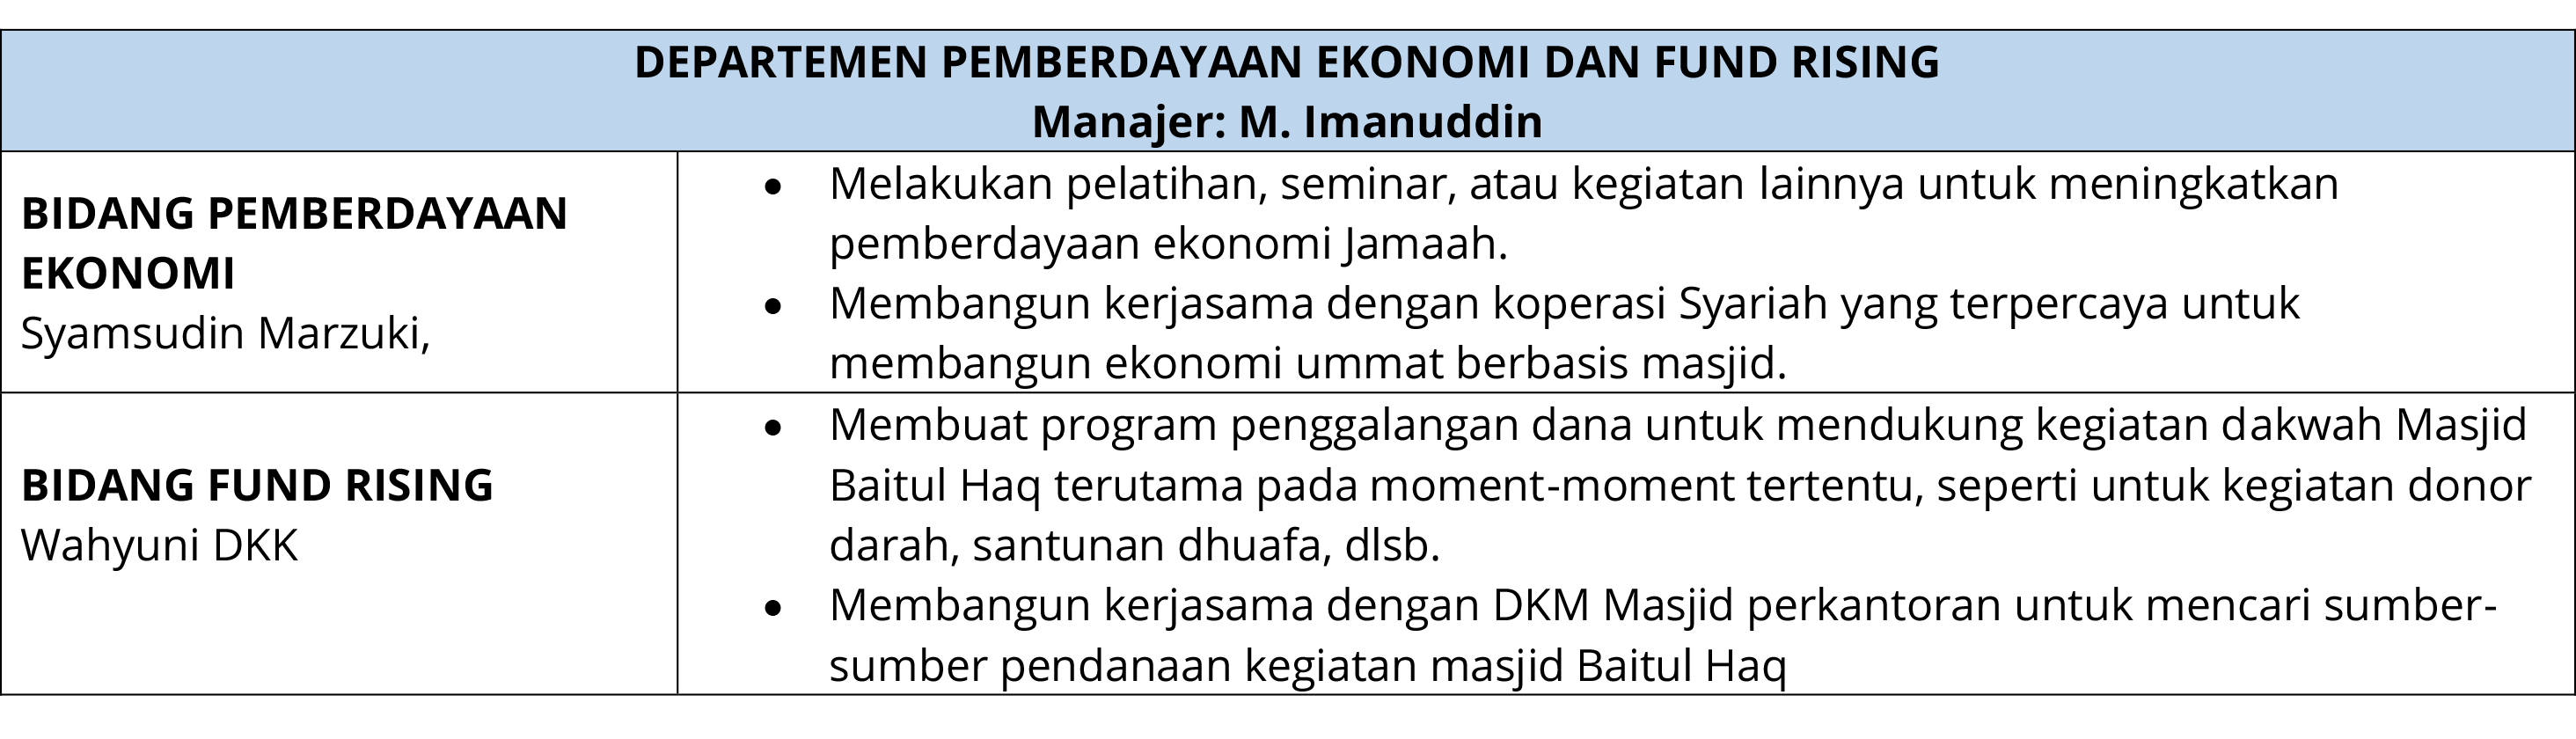 DEPARTEMEN PEMBERDAYAAN EKONOMI DAN FUND RISING
Manajer: M. Imanuddin
BIDANG PEMBERDAYAAN
EKONOMI
Syamsudin Marzuki,
• Melakukan pelatihan, seminar, atau kegiatan lainnya untuk meningkatkan
pemberdayaan ekonomi Jamaah.
• Membangun kerjasama dengan koperasi Syariah yang terpercaya untuk
membangun ekonomi ummat berbasis masjid.
BIDANG FUND RISING
Wahyuni DKK
• Membuat program penggalangan dana untuk mendukung kegiatan dakwah Masjid
Baitul Haq terutama pada moment-moment tertentu, seperti untuk kegiatan donor
darah, santunan dhuafa, dlsb.
• Membangun kerjasama dengan DKM Masjid perkantoran untuk mencari sumber-
sumber pendanaan kegiatan masjid Baitul Haq